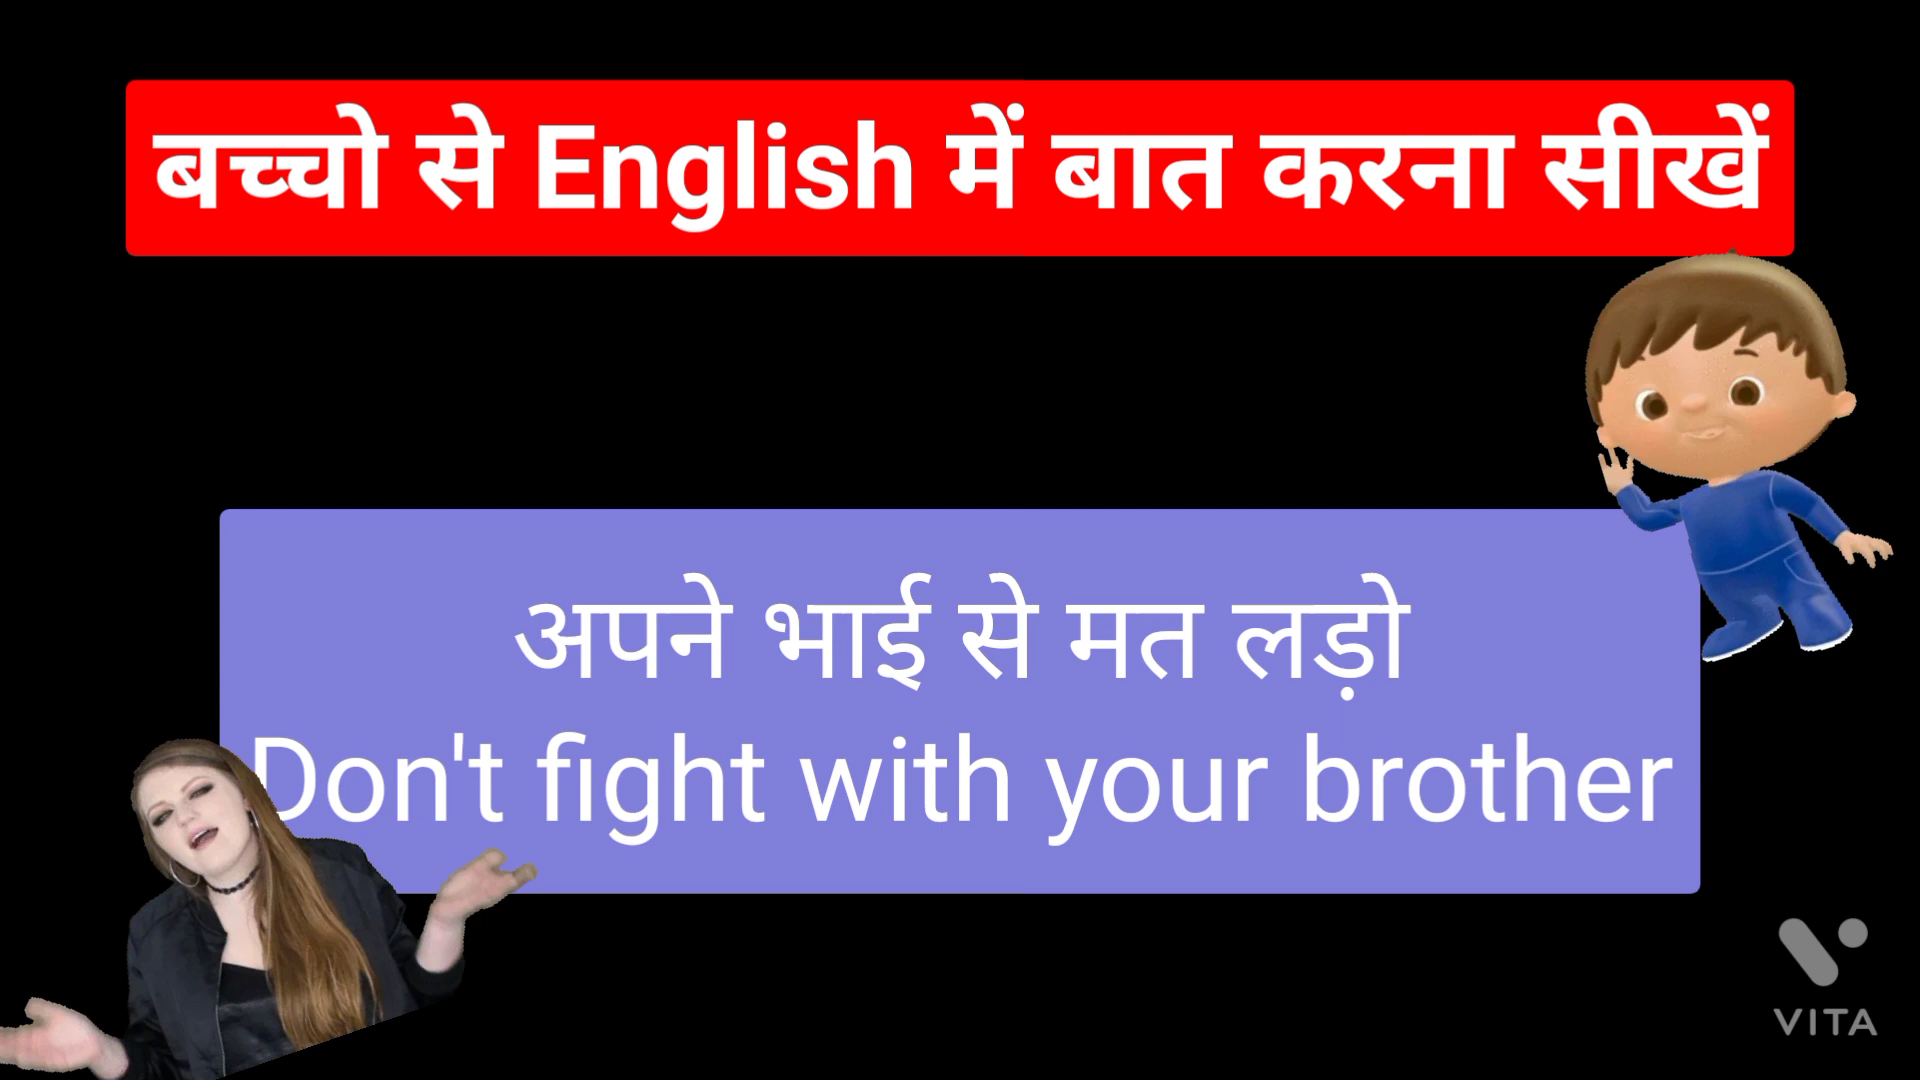 बच्चो से English में बात करना सीखें
अपने भाई से मत लड़ो
Don't fight with your brother
VITA